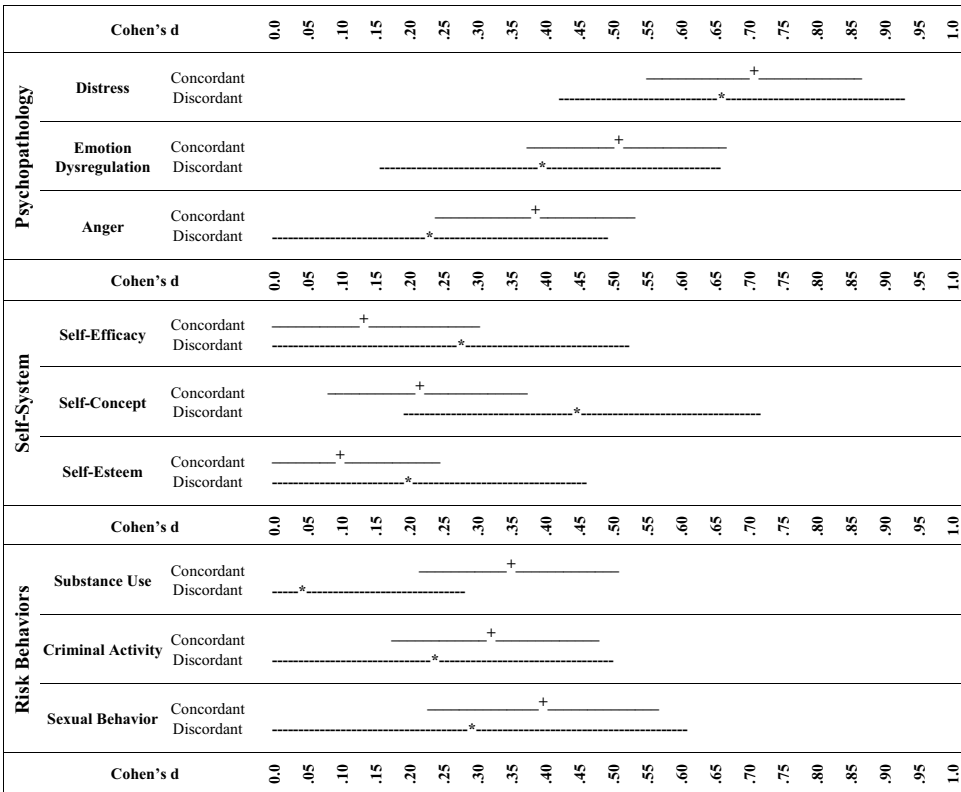 Cohen's d 0.0 .05 .10 .15 .20 .25 .30 .35 .40 .45 .50 .55 .60 .65 .70 .75 .80 .85 .90 .95 1.0
Psychopathology
Distress
Concordant
Discordant
Emotion
Dysregulation
Concordant
Discordant
Anger
Concordant
Discordant
Cohen's d 0.0 .05 .10 .15 .20 .25 .30 .35 .40 .45 .50 .55 .60 .65 .70 .75 .80 .85 .90 .95 1.0
Self-System
Self-Efficacy
Concordant
Discordant
Self-Concept
Concordant
Discordant
Self-Esteem
Concordant
Discordant
Cohen's d 0.0 .05 .10 .15 .20 .25 .30 .35 .40 .45 .50 .55 .60 .65 .70 .75 .80 .85 .90 .95 1.0
Risk Behaviors
Substance Use
Concordant
Discordant
Criminal Activity
Concordant
Discordant
Sexual Behavior
Concordant
Discordant
Cohen's d 0.0 .05 .10 .15 .20 .25 .30 .35 .40 .45 .50 .55 .60 .65 .70 .75 .80 .85 .90 .95 1.0